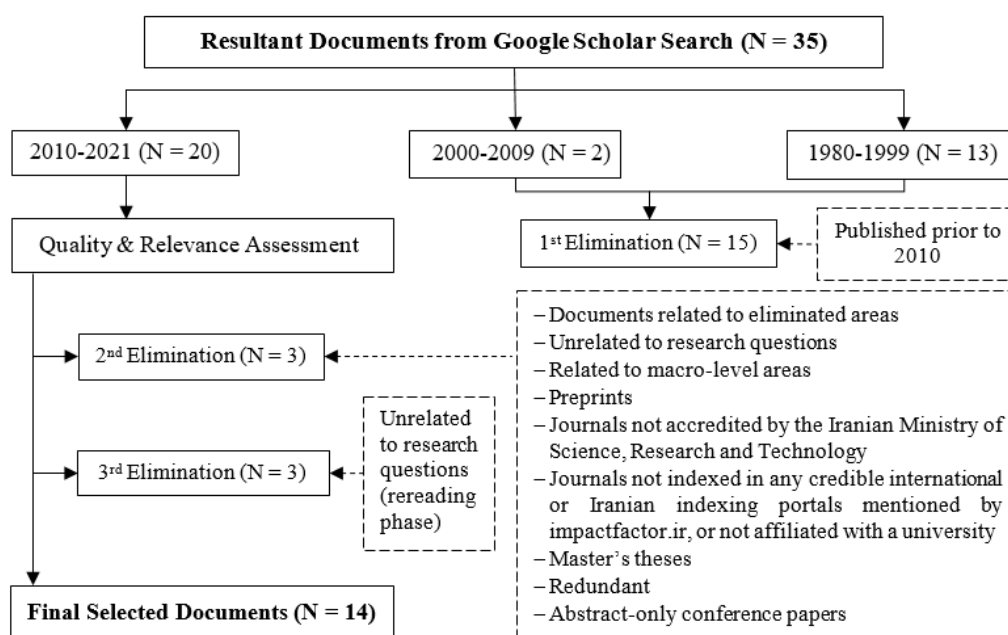 Resultant Documents from Google Scholar Search (N = 35)
2010-2021 (N = 20)
2000-2009 (N = 2)
1980-1999 (N = 13)
Quality & Relevance Assessment
1st Elimination (N = 15)
Published prior to
2010
2nd Elimination (N = 3)
– Documents related to eliminated areas
– Unrelated to research questions
– Related to macro-level areas
– Preprints
– Journals not accredited by the Iranian Ministry of
Science, Research and Technology
– Journals not indexed in any credible international
or Iranian indexing portals mentioned by
impactfactor.ir, or not affiliated with a university
– Master's theses
– Redundant
– Abstract-only conference papers
3rd Elimination (N = 3)
Unrelated
to research
questions
(rereading
phase)
Final Selected Documents (N = 14)